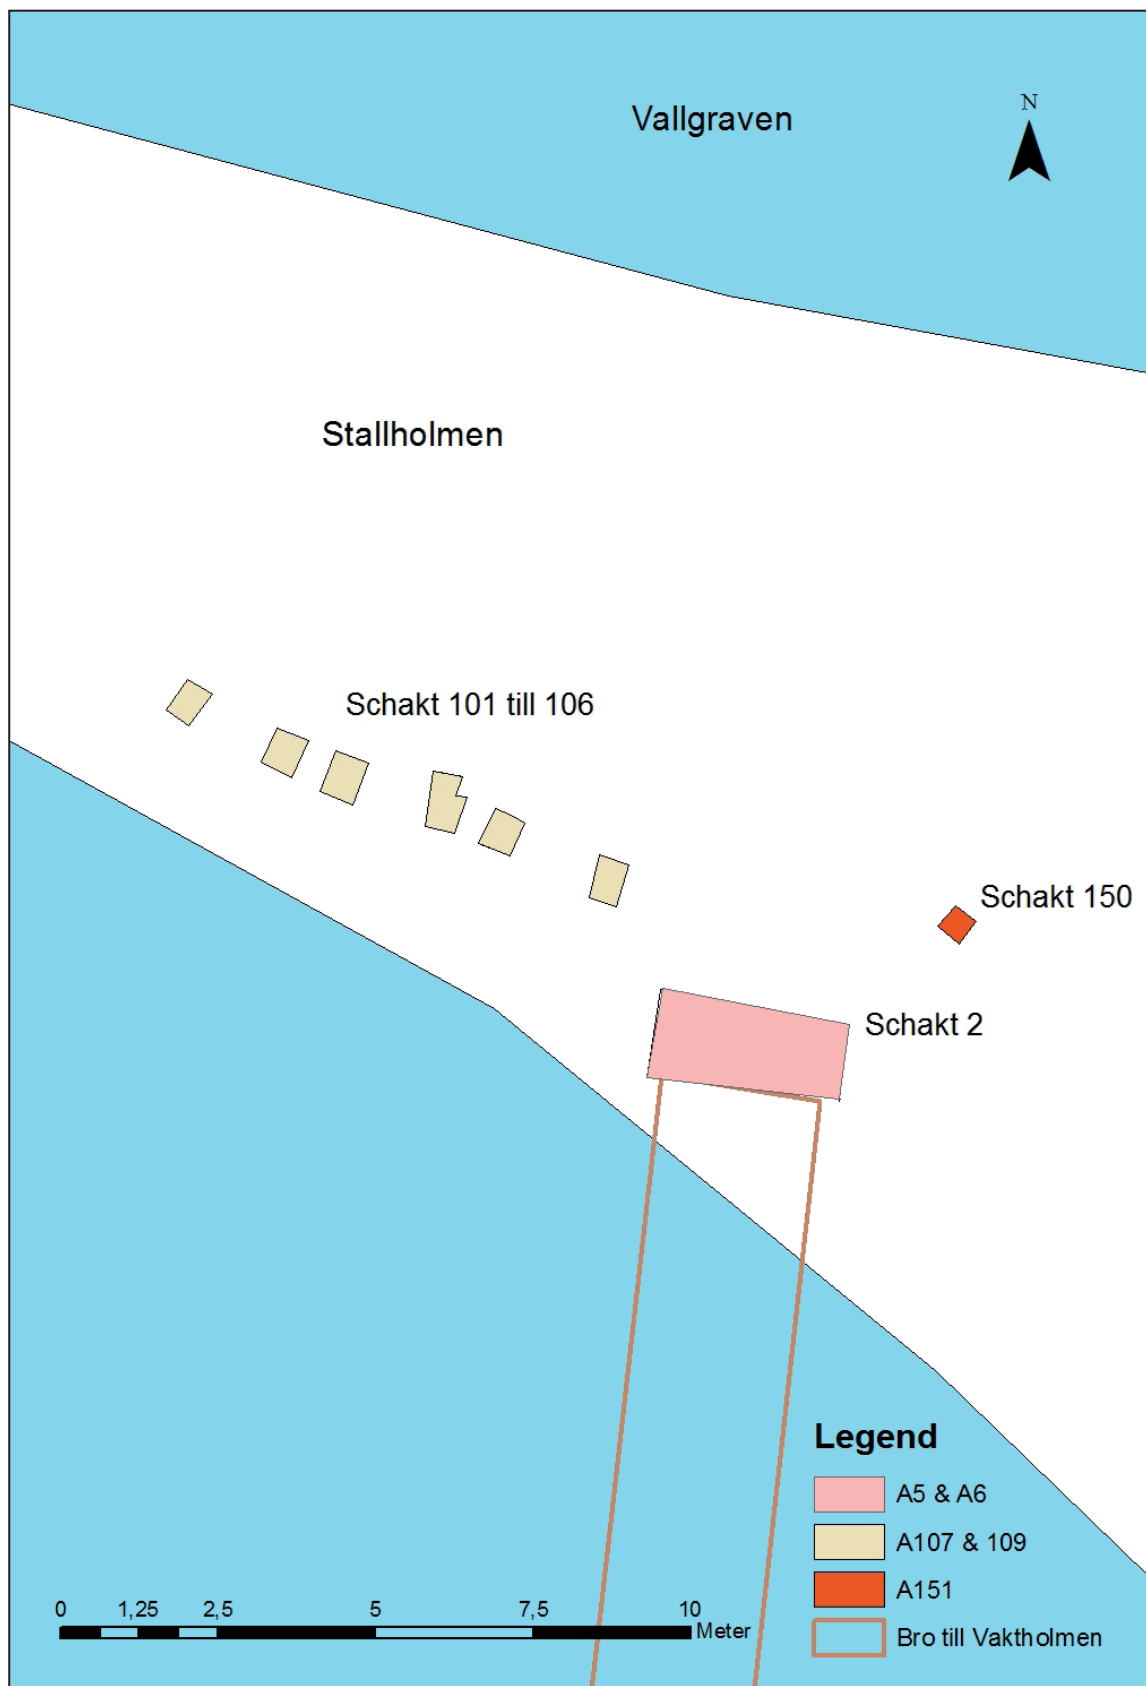 N
Vallgraven
Stallholmen
Schakt 101 till 106
Schakt 150
Schakt 2
Legend
A5 & A6
A107 & 109
A151
Bro till Vaktholmen
0 1,25 2,5 5 7,5 10
Meter